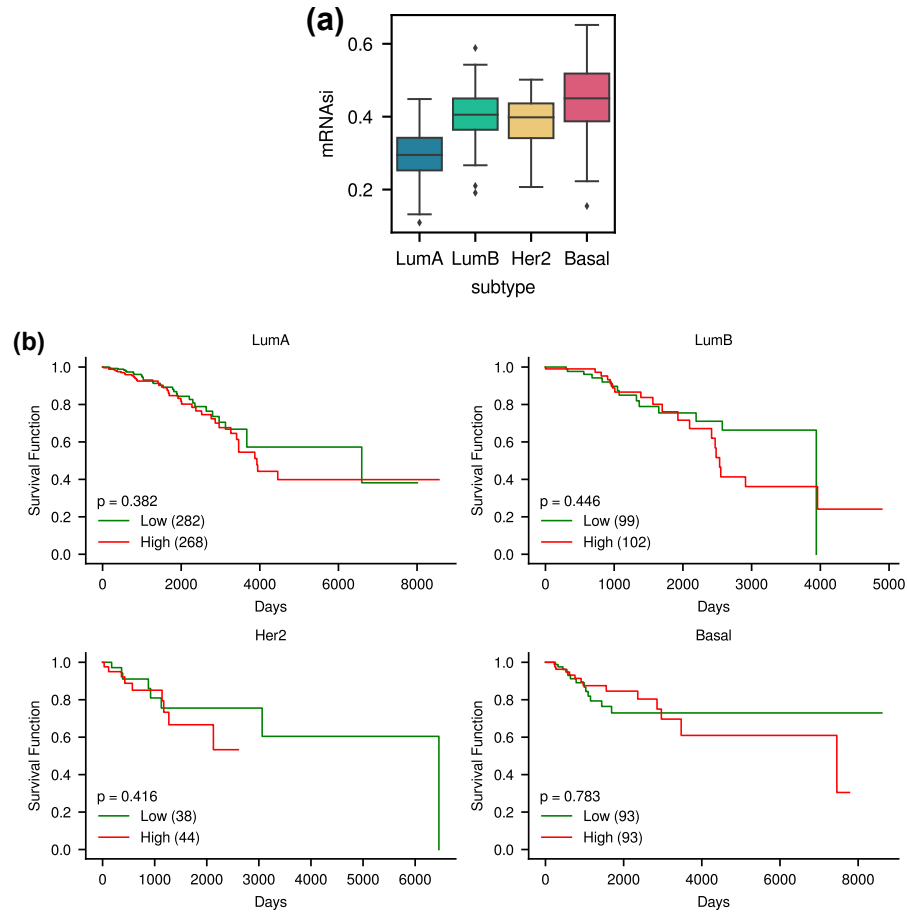 (a)
0.6
0.4
0.2
mRNAsi
LumA LumB Her2 Basal
subtype
(b)
LumA
1.0
0.8
0.6
0.4
0.2
0.0
Survival Function
p = 0.382
Low (282)
High (268)
0 2000 4000 6000 8000
Days
LumB
1.0
0.8
0.6
0.4
0.2
0.0
Survival Function
p = 0.446
Low (99)
High (102)
0 1000 2000 3000 4000 5000
Days
Her2
1.0
0.8
0.6
0.4
0.2
0.0
Survival Function
p = 0.416
Low (38)
High (44)
0 1000 2000 3000 4000 5000 6000
Days
Basal
1.0
0.8
0.6
0.4
0.2
0.0
Survival Function
p = 0.783
Low (93)
High (93)
0 2000 4000 6000 8000
Days